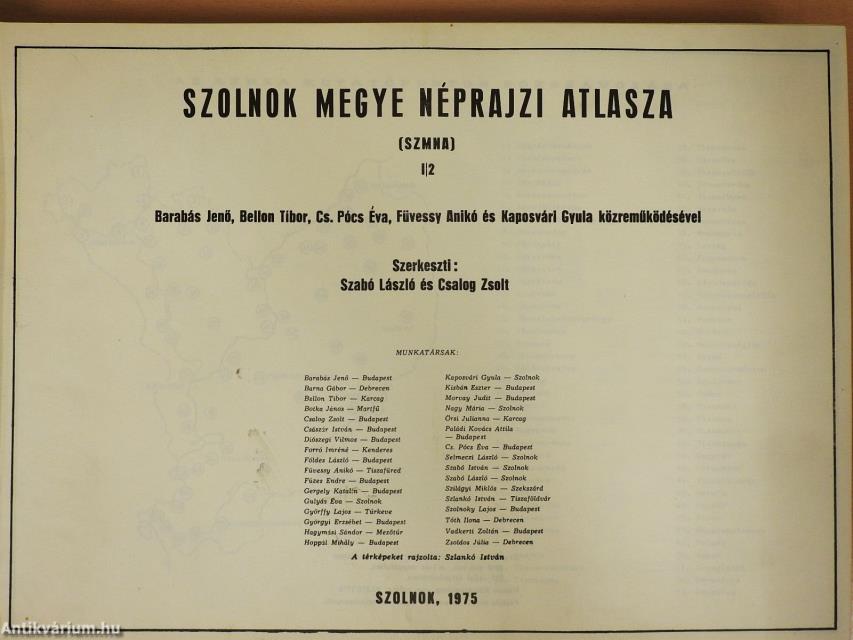 SZOLNOK MEGYE NÉPRAJZI ATLASZA
(SZMNA)
I|2
Barabás Jenő, Bellon Tibor, Cs. Pócs Éva, Füvessy Anikó és Kaposvári Gyula közreműködésével
Szerkeszti:
Szabó László és Csalog Zsolt
MUNKATÁRSAK:
Barabás Jenő — Budapest
Barna Gábor — Debrecen
Bellon Tibor — Karcag
Botka János — Martfű
Csalog Zsolt — Budapest
Császár István — Budapest
Diószegi Vilmos — Budapest
Forró Imréné — Kenderes
Földes László — Budapest
Füvessy Anikó — Tiszafüred
Füzes Endre — Budapest
Gergely Katalin — Budapest
Gulyás Éva — Szolnok
Györffy Lajos — Túrkeve
Györgyi Erzsébet — Budapest
Hagymási Sándor — Mezőtúr
Hoppál Mihály — Budapest
Kaposvári Gyula — Szolnok
Kisbán Eszter — Budapest
Morvay Judit — Budapest
Nagy Mária — Szolnok
Örsi Julianna — Karcag
Paládi Kovács Attila
— Budapest
Cs. Pócs Éva — Budapest
Selmeczi László — Szolnok
Szabó István — Szolnok
Szabó László — Szolnok
Szilágyi Miklós — Szekszárd
Szlankó István — Tiszaföldvár
Szolnoky Lajos — Budapest
Tóth Ilona — Debrecen
Vadkerti Zoltán — Budapest
Zsoldos Júlia — Debrecen
A térképeket rajzolta: Szlankó István
SZOLNOK, 1975
Antikvárium.hu